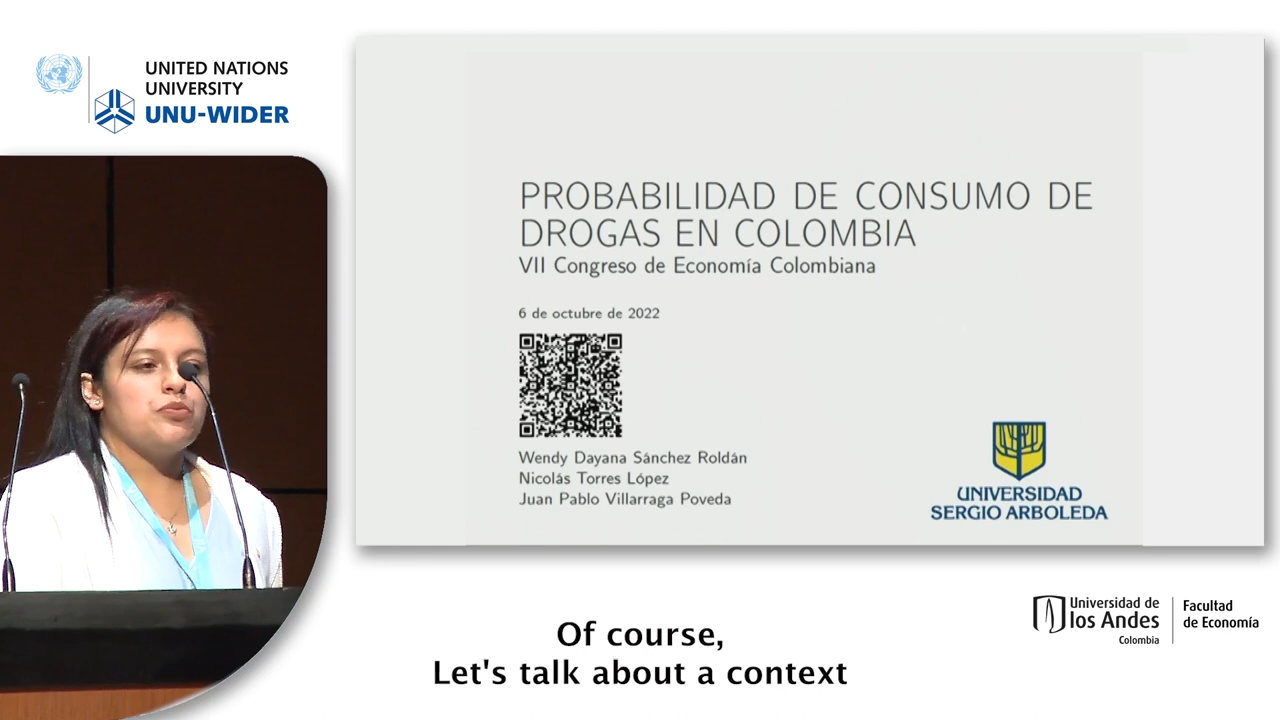 UNITED NATIONS
UNIVERSITY
UNU-WIDER
PROBABILIDAD DE CONSUMO DE
DROGAS EN COLOMBIA
VII Congreso de Economía Colombiana
6 de octubre de 2022
Wendy Dayana Sánchez Roldán
Nicolás Torres López
Juan Pablo Villarraga Poveda
UNIVERSIDAD
SERGIO ARBOLEDA
Universidad de
los Andes
Colombia
Facultad
de Economía
Of course,
Let's talk about a context